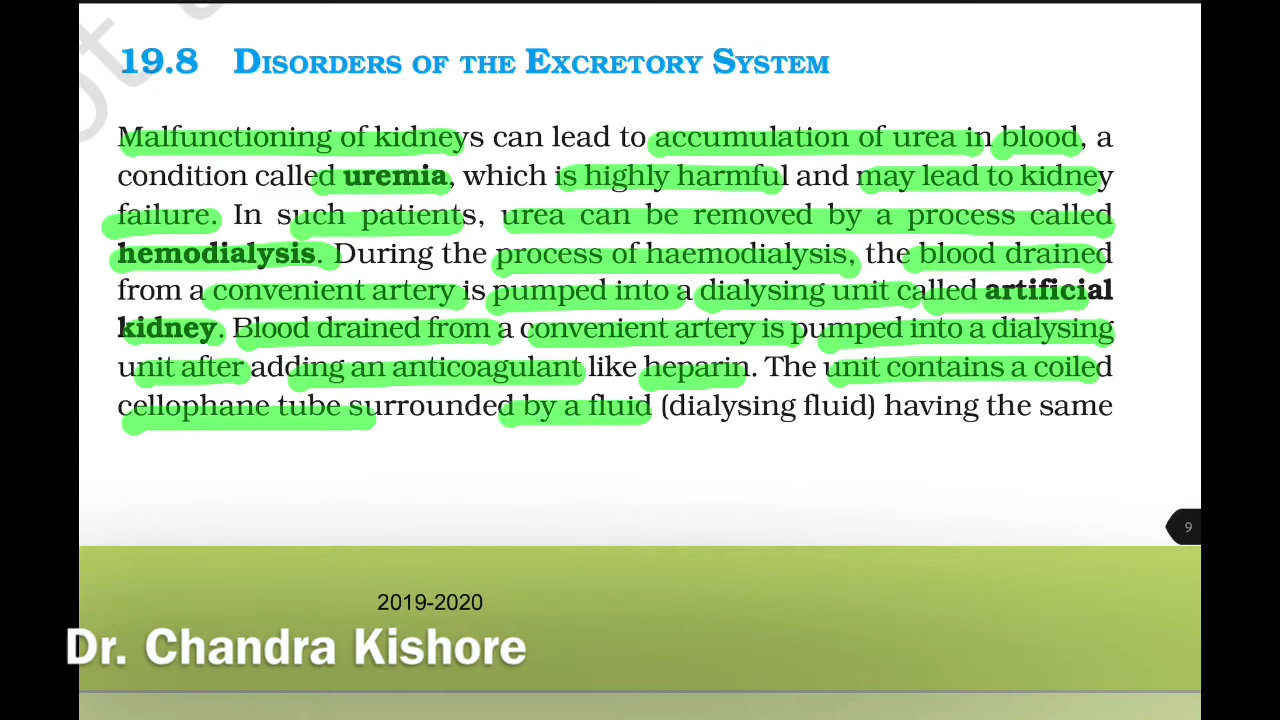 19.8 Disorders of the Excretory System
Malfunctioning of kidneys can lead to accumulation of urea in blood, a
condition called uremia, which is highly harmful and may lead to kidney
failure. In such patients, urea can be removed by a process called
hemodialysis. During the process of haemodialysis, the blood drained
from a convenient artery is pumped into a dialysing unit called artificial
kidney. Blood drained from a convenient artery is pumped into a dialysing
unit after adding an anticoagulant like heparin. The unit contains a coiled
cellophane tube surrounded by a fluid (dialysing fluid) having the same
9
2019-2020
Dr. Chandra Kishore